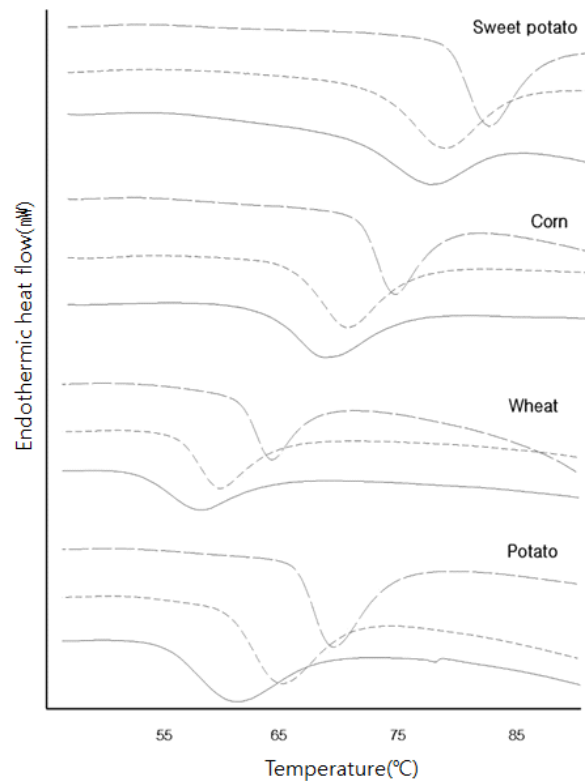 Sweet potato
Corn
Wheat
Potato
Endothermic heat flow(㎽)
55 65 75 85
Temperature(℃)